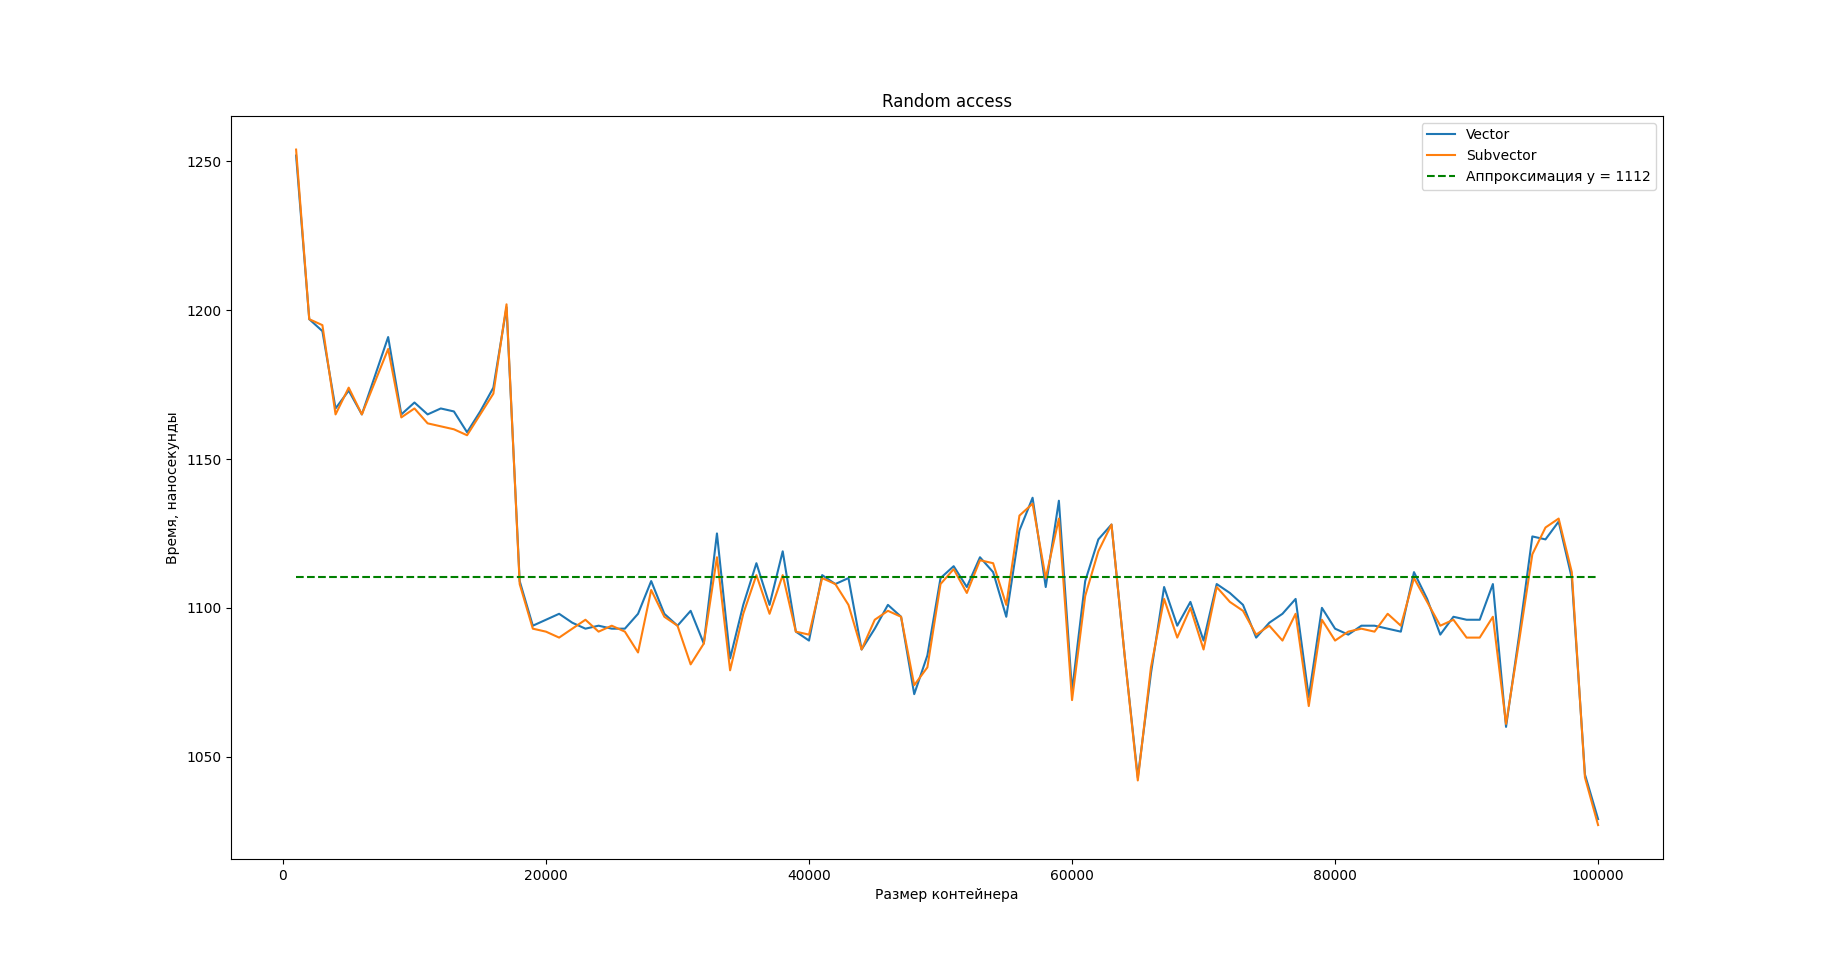 Random access
Vector
Subvector
Аппроксимация y = 1112
1250
1200
1150
1100
1050
Время, наносекунды
0
20000
40000
60000
80000
100000
Размер контейнера